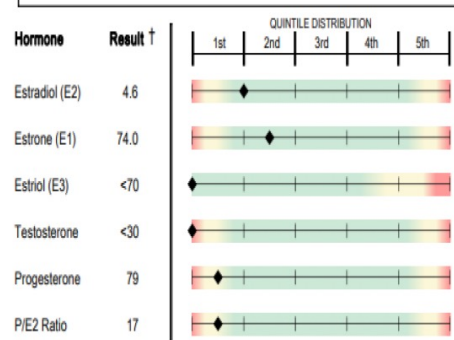 QUINTILE DISTRIBUTION
Hormone Result † 1st 2nd 3rd 4th 5th
Estradiol (E2) 4.6
Estrone (E1) 74.0
Estriol (E3) <70
Testosterone <30
Progesterone 79
P/E2 Ratio 17